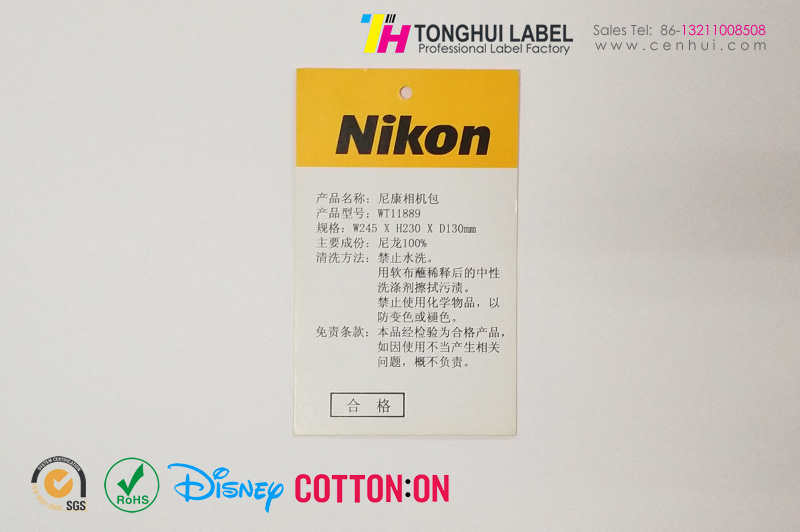 TH TONGHUI LABEL
Professional Label Factory
Sales Tel: 86-13211008508
www.cenhui.com
Nikon
产品名称：尼康相机包
产品型号：WT11889
规格：W245 X H230 X D130mm
主要成份：尼龙100%
清洗方法：禁止水洗。
用软布蘸稀释后的中性
洗涤剂擦拭污渍。
禁止使用化学物品，以
防变色或褪色。
免责条款：本品经检验为合格产品，
如因使用不当产生相关
问题，概不负责。
合 格
SYSTEM CERTIFICATION
SGS
RoHS
Disney
COTTON:ON